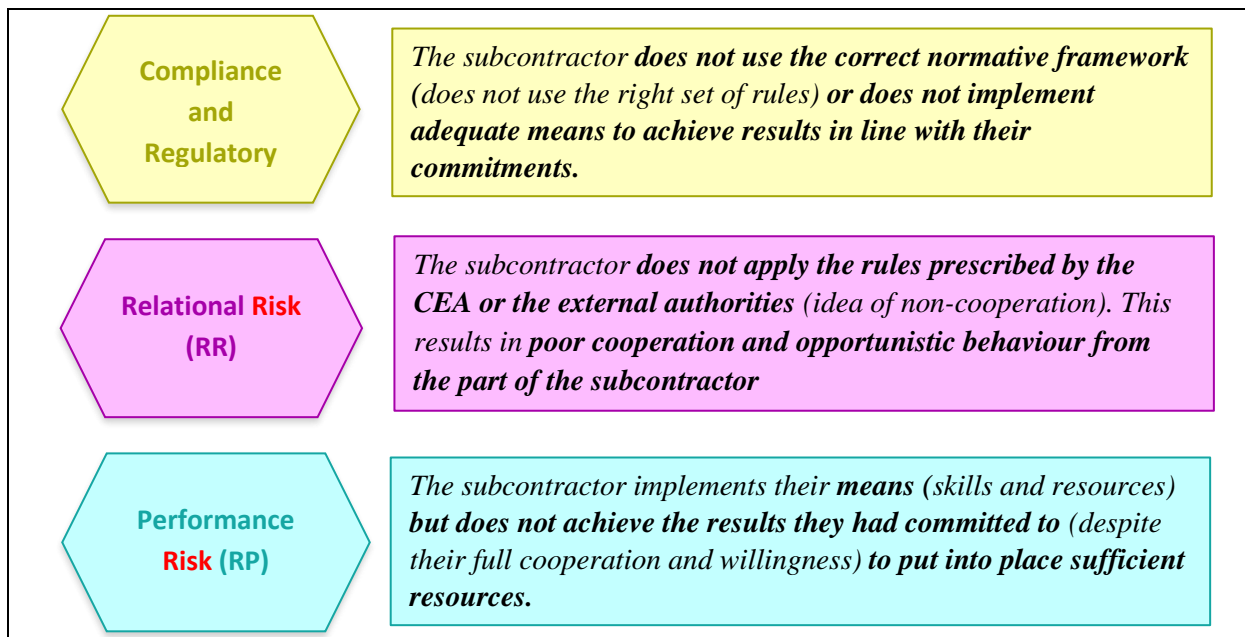 Compliance
and
Regulatory
The subcontractor does not use the correct normative framework
(does not use the right set of rules) or does not implement
adequate means to achieve results in line with their
commitments.
Relational Risk
(RR)
The subcontractor does not apply the rules prescribed by the
CEA or the external authorities (idea of non-cooperation). This
results in poor cooperation and opportunistic behaviour from
the part of the subcontractor
Performance
Risk (RP)
The subcontractor implements their means (skills and resources)
but does not achieve the results they had committed to (despite
their full cooperation and willingness) to put into place sufficient
resources.